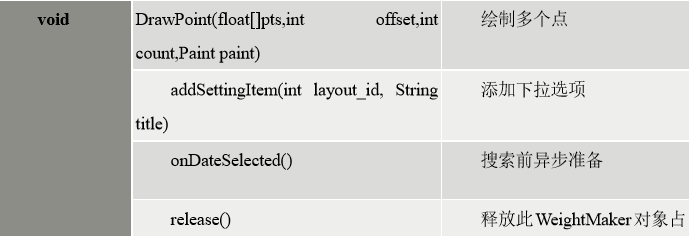 void DrawPoint(float[]pts,int offset,int 绘制多个点
count,Paint paint)
addSettingItem(int layout_id, String 添加下拉选项
title)
onDateSelected() 搜索前异步准备
release() 释放此WeightMaker对象占